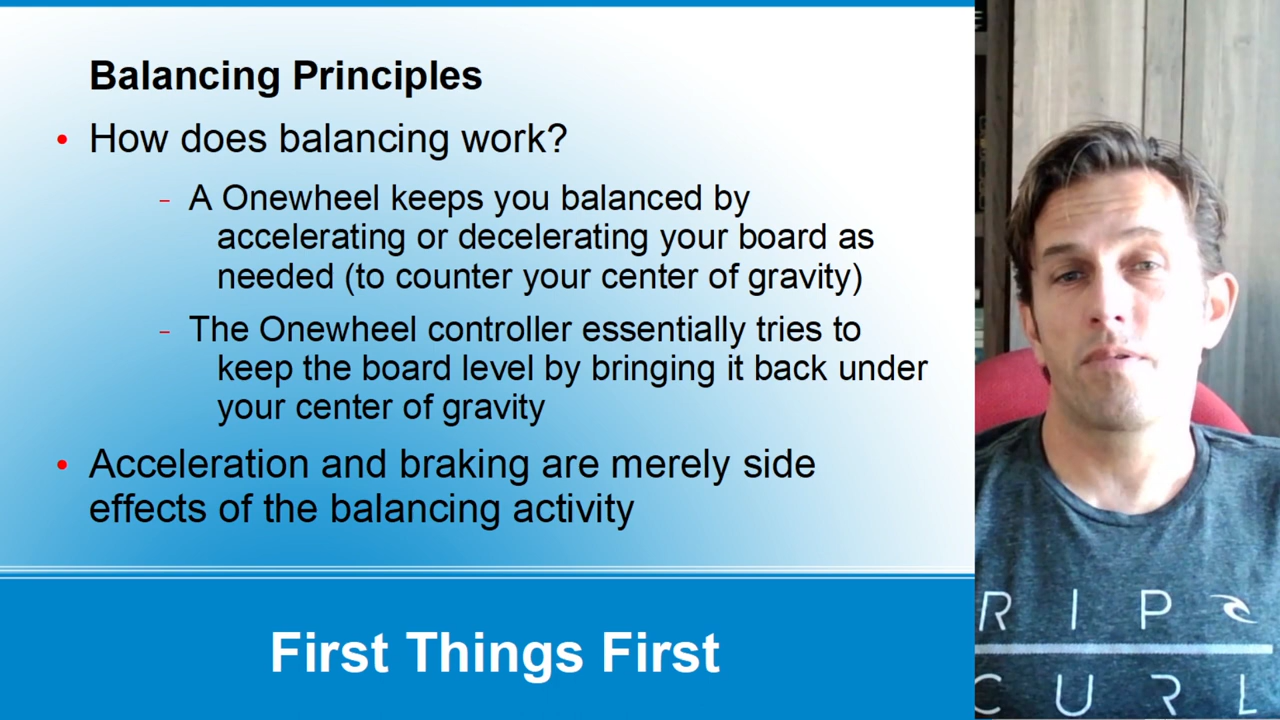 Balancing Principles
• How does balancing work?
– A Onewheel keeps you balanced by
accelerating or decelerating your board as
needed (to counter your center of gravity)
– The Onewheel controller essentially tries to
keep the board level by bringing it back under
your center of gravity
• Acceleration and braking are merely side
effects of the balancing activity
First Things First
RIP
CURL